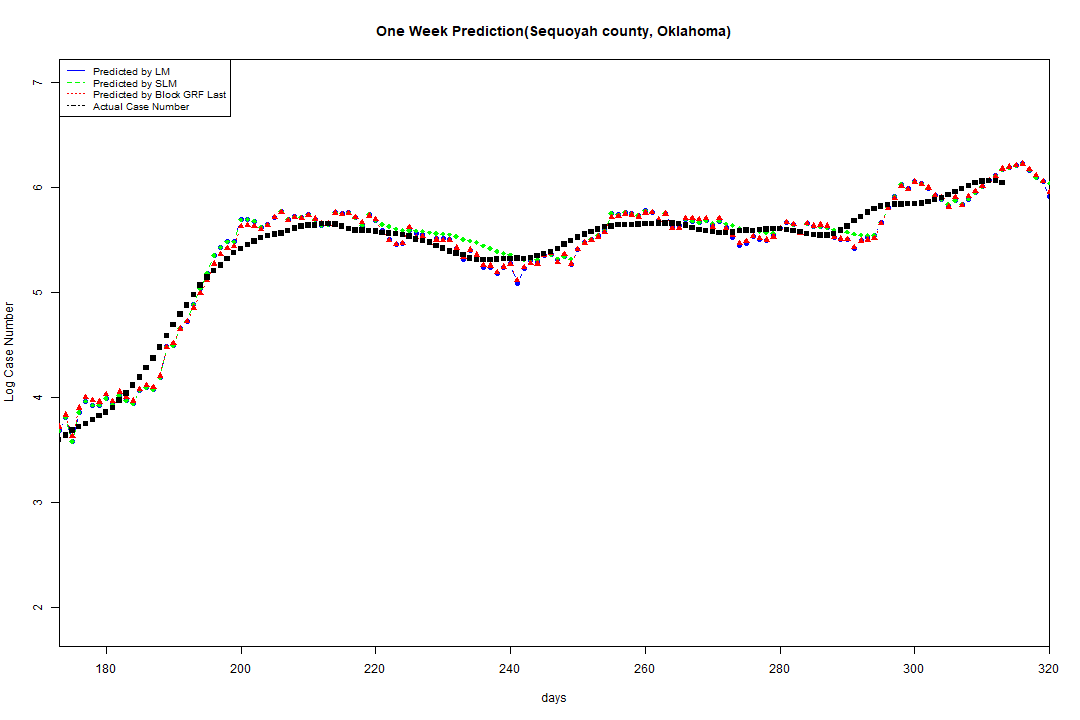 One Week Prediction(Sequoyah county, Oklahoma)
Predicted by LM
Predicted by SLM
Predicted by Block GRF Last
Actual Case Number
7
6
5
4
3
2
Log Case Number
180 200 220 240 260 280 300 320
days